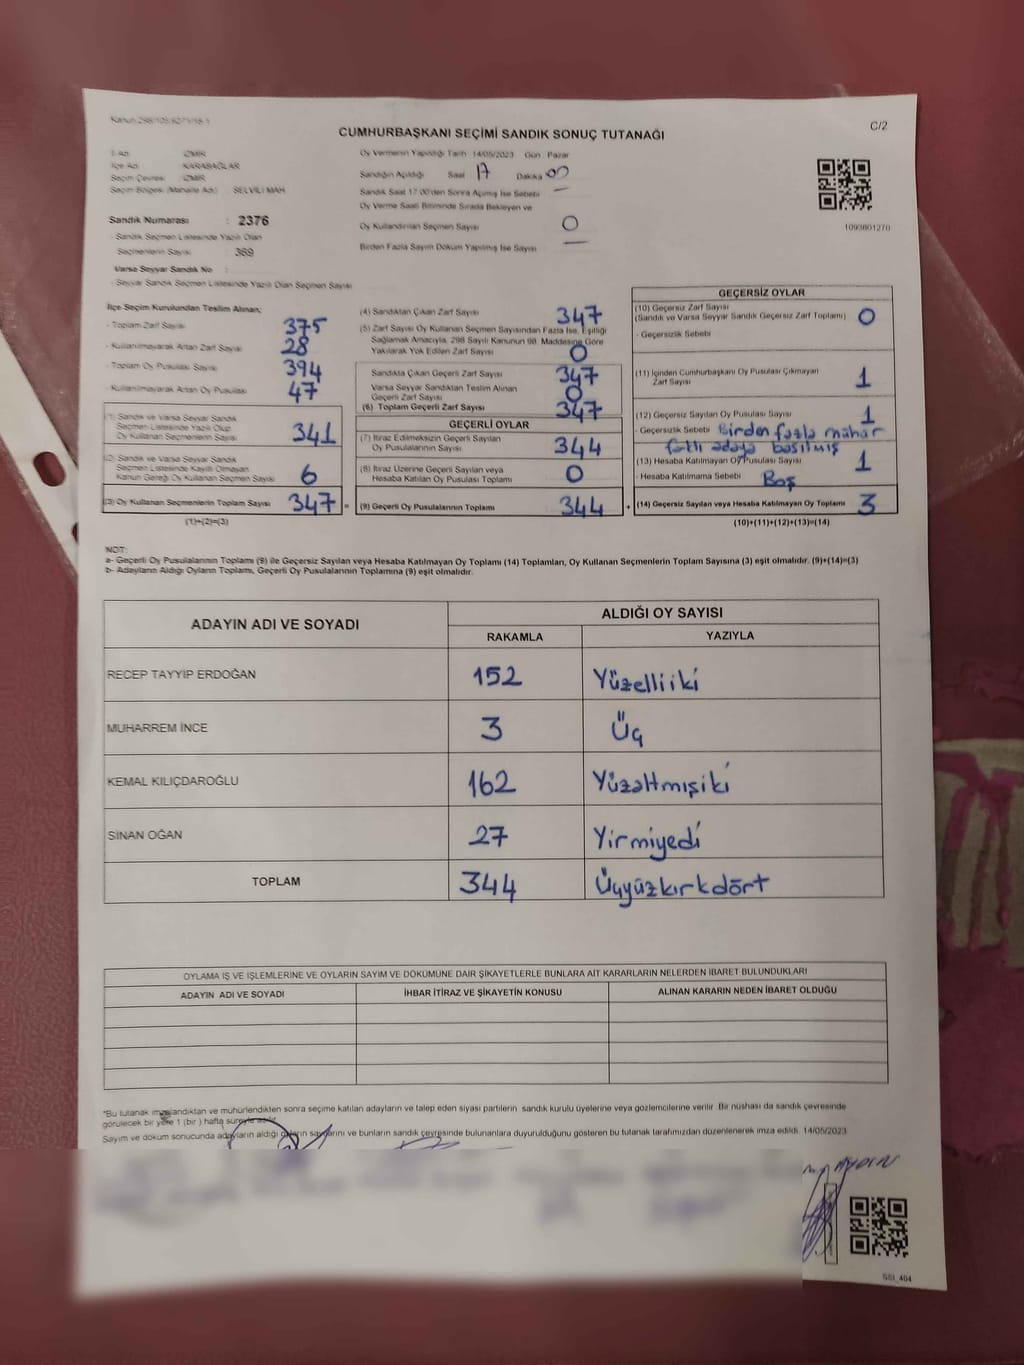 Kanun 298/105,6271/16-1
CUMHURBAŞKANI SEÇİMİ SANDIK SONUÇ TUTANAĞI
C/2
İl Adı : İZMİR
İlçe Adı : KARABAĞLAR
Seçim Çevresi : İZMİR
Seçim Bölgesi (Mahalle Adı) : SELVİLİ MAH
Sandık Numarası : 2376
- Sandık Seçmen Listesinde Yazılı Olan
Seçmenlerin Sayısı : 369
Varsa Seyyar Sandık No :
- Seyyar Sandık Seçmen Listesinde Yazılı Olan Seçmen Sayısı
Oy Vermenin Yapıldığı Tarih 14/05/2023 Gün Pazar
Sandığın Açıldığı Saat 17 Dakika 00
Sandık Saat 17:00'den Sonra Açılmış İse Sebebi —
Oy Verme Saati Bitiminde Sırada Bekleyen ve
Oy Kullandırılan Seçmen Sayısı 0
Birden Fazla Sayım Döküm Yapılmış İse Sayısı —
1093801270
İlçe Seçim Kurulundan Teslim Alınan;
- Toplam Zarf Sayısı 375
- Kullanılmayarak Artan Zarf Sayısı 28
- Toplam Oy Pusulası Sayısı 394
- Kullanılmayarak Artan Oy Pusulası 47
(1) Sandık ve Varsa Seyyar Sandık
Seçmen Listesinde Yazılı Olup
Oy Kullanan Seçmenlerin Sayısı 341
(2) Sandık ve Varsa Seyyar Sandık
Seçmen Listesinde Kayıtlı Olmayan
Kanun Gereği Oy Kullanan Seçmen Sayısı 6
(3) Oy Kullanan Seçmenlerin Toplam Sayısı 347 =
(1)+(2)=(3)
(4) Sandıktan Çıkan Zarf Sayısı 347
(5) Zarf Sayısı Oy Kullanan Seçmen Sayısından Fazla İse, Eşitliği
Sağlamak Amacıyla, 298 Sayılı Kanunun 98. Maddesine Göre
Yakılarak Yok Edilen Zarf Sayısı 0
Sandıkta Çıkan Geçerli Zarf Sayısı 347
Varsa Seyyar Sandıktan Teslim Alınan
Geçerli Zarf Sayısı 0
(6) Toplam Geçerli Zarf Sayısı 347
GEÇERLİ OYLAR
(7) İtiraz Edilmeksizin Geçerli Sayılan
Oy Pusulasının Sayısı 344
(8) İtiraz Üzerine Geçerli Sayılan veya
Hesaba Katılan Oy Pusulası Toplamı 0
(9) Geçerli Oy Pusulalarının Toplamı 344 +
GEÇERSİZ OYLAR
(10) Geçersiz Zarf Sayısı
(Sandık ve Varsa Seyyar Sandık Geçersiz Zarf Toplamı) 0
- Geçersizlik Sebebi
(11) İçinden Cumhurbaşkanı Oy Pusulası Çıkmayan
Zarf Sayısı 1
(12) Geçersiz Sayılan Oy Pusulası Sayısı 1
- Geçersizlik Sebebi Birden fazla mühür
farklı adaya basılmış
(13) Hesaba Katılmayan Oy Pusulası Sayısı 1
- Hesaba Katılmama Sebebi Boş
(14) Geçersiz Sayılan veya Hesaba Katılmayan Oy Toplamı 3
(10)+(11)+(12)+(13)=(14)
NOT:
a- Geçerli Oy Pusulalarının Toplamı (9) ile Geçersiz Sayılan veya Hesaba Katılmayan Oy Toplamı (14) Toplamları, Oy Kullanan Seçmenlerin Toplam Sayısına (3) eşit olmalıdır. (9)+(14)=(3)
b- Adayların Aldığı Oyların Toplamı, Geçerli Oy Pusulalarının Toplamına (9) eşit olmalıdır.
ADAYIN ADI VE SOYADI
ALDIĞI OY SAYISI
RAKAMLA YAZIYLA
RECEP TAYYİP ERDOĞAN 152 Yüzelliiki
MUHARREM İNCE 3 Üç
KEMAL KILIÇDAROĞLU 162 Yüzaltmışiki
SİNAN OĞAN 27 Yirmiyedi
TOPLAM 344 Üçyüzkırkdört
OYLAMA İŞ VE İŞLEMLERİNE VE OYLARIN SAYIM VE DÖKÜMÜNE DAİR ŞİKAYETLERLE BUNLARA AİT KARARLARIN NELERDEN İBARET BULUNDUKLARI
ADAYIN ADI VE SOYADI İHBAR İTİRAZ VE ŞİKAYETİN KONUSU ALINAN KARARIN NEDEN İBARET OLDUĞU
*Bu tutanak imzalandıktan ve mühürlendikten sonra seçime katılan adayların ve talep eden siyasi partilerin sandık kurulu üyelerine veya gözlemcilerine verilir. Bir nüshası da sandık çevresinde
görülecek bir yere 1 (bir) hafta süreyle asılır.
Sayım ve döküm sonucunda adayların aldığı oyların sayılarını ve bunların sandık çevresinde bulunanlara duyurulduğunu gösteren bu tutanak tarafımızdan düzenlenerek imza edildi. 14/05/2023
SSI_404